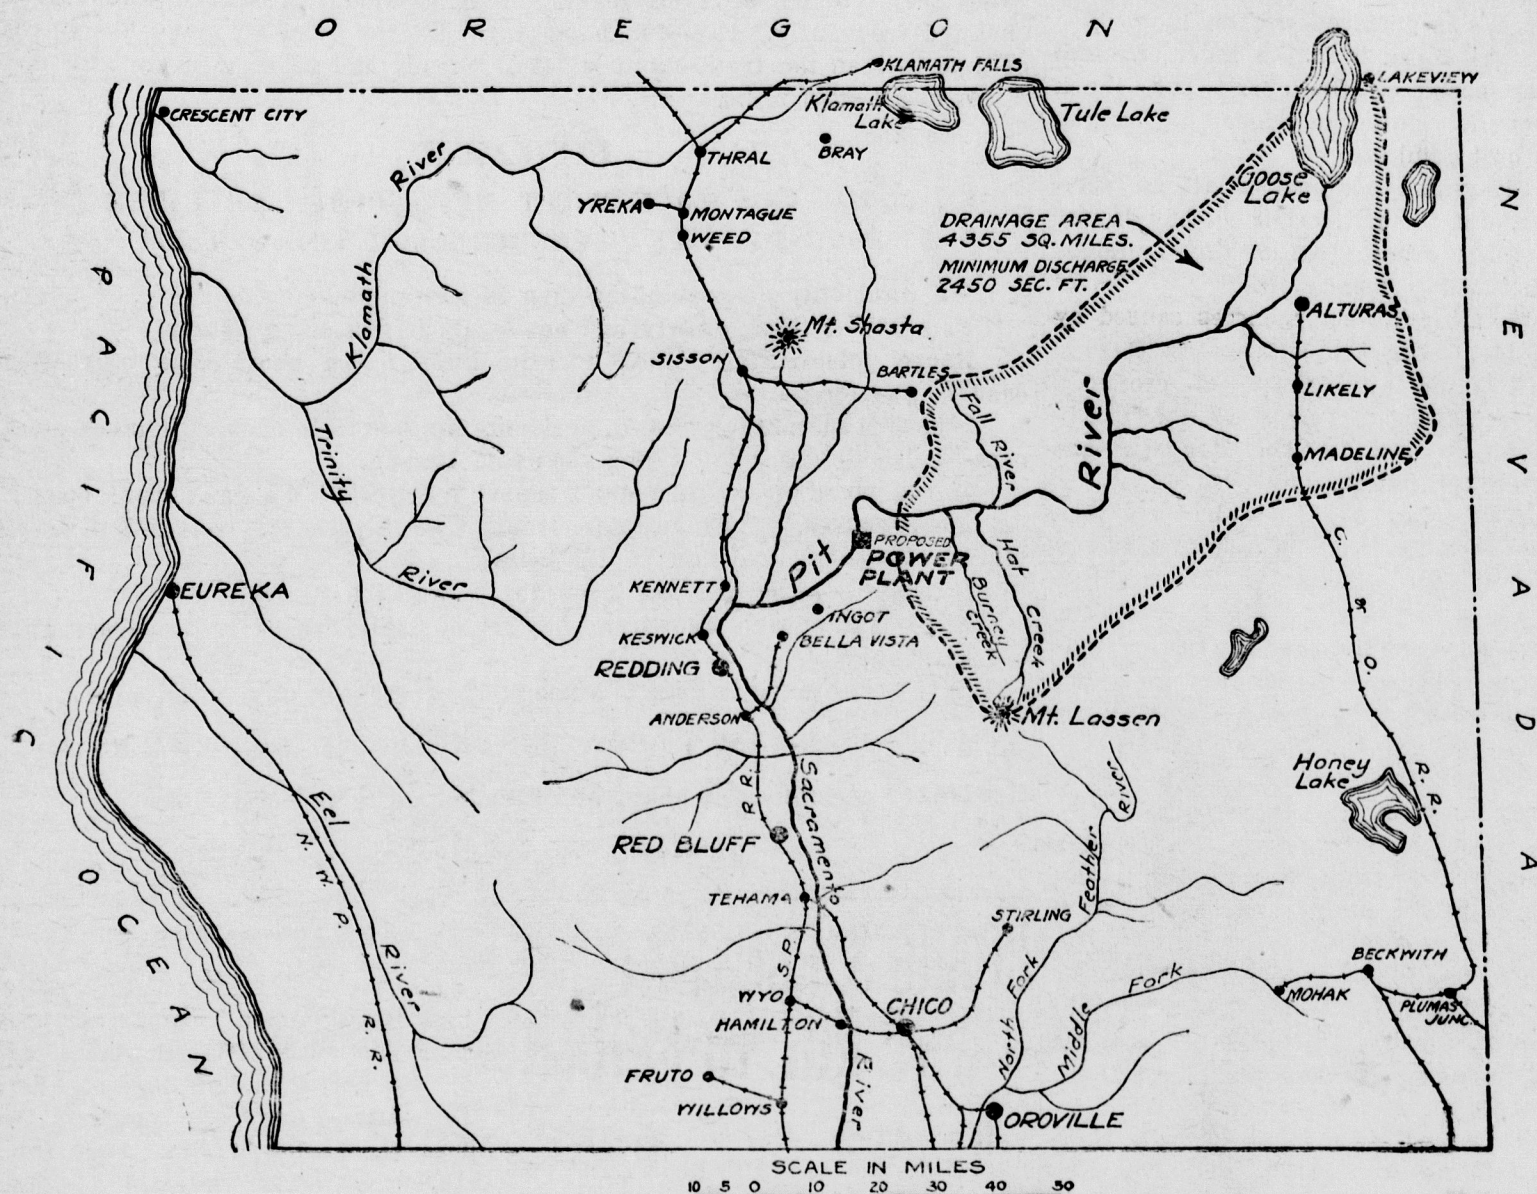 OREGON
KLAMATH FALLS
LAKEVIEW
CRESCENT CITY
Klamath
Lake
Tule Lake
BRAY
THRAL
River
Goose
Lake
YREKA
MONTAGUE
WEED
DRAINAGE AREA
4355 SQ. MILES.
MINIMUM DISCHARGE
2450 SEC. FT.
NEVADA
PACIFIC OCEAN
Klamath
Mt. Shasta
ALTURAS
SISSON
BARTLES
LIKELY
Fall River
River
Trinity
MADELINE
PROPOSED
POWER
PLANT
Pit
Hat Creek
Burney
Creek
C. & O. R. R.
River
KENNETT
EUREKA
INGOT
KESWICK
BELLA VISTA
REDDING
ANDERSON
Mt. Lassen
Honey
Lake
River
R. R.
Sacramento
Eel
N. W. P. R. R.
RED BLUFF
Feather
TEHAMA
STIRLING
River
S. P.
Fork
Fork
BECKWITH
MOHAK
PLUMAS
JUNC.
WYO
CHICO
HAMILTON
North
Middle
FRUTO
River
WILLOWS
OROVILLE
SCALE IN MILES
10 5 0 10 20 30 40 50